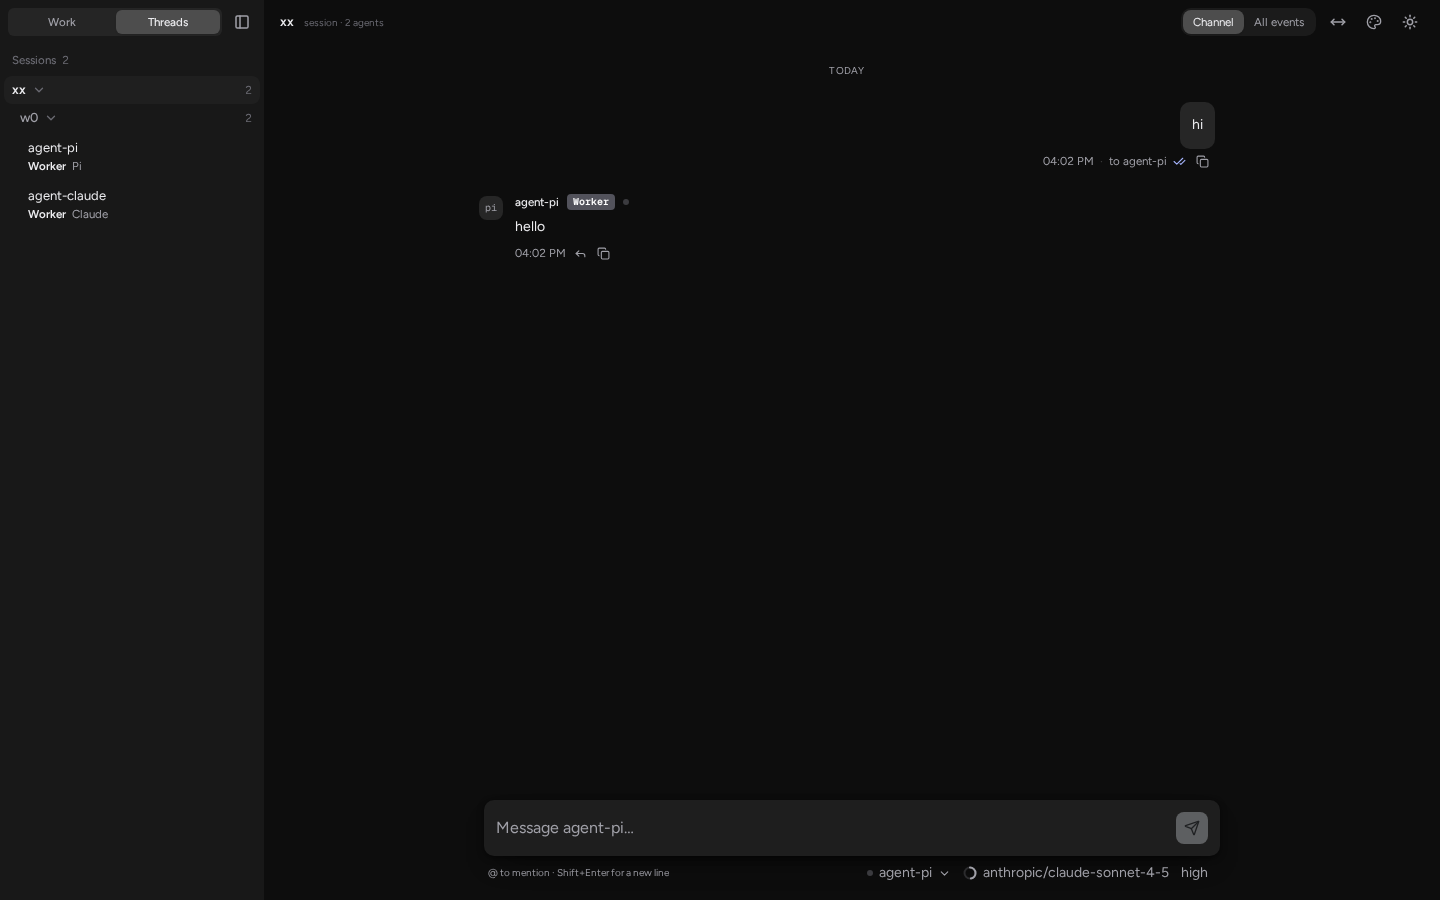 Work Threads
Sessions 2
xx 2
w0 2
agent-pi
Worker Pi
agent-claude
Worker Claude
xx session · 2 agents
Channel All events
TODAY
hi
04:02 PM · to agent-pi
pi agent-pi Worker
hello
04:02 PM
Message agent-pi...
@ to mention · Shift+Enter for a new line
agent-pi anthropic/claude-sonnet-4-5 high